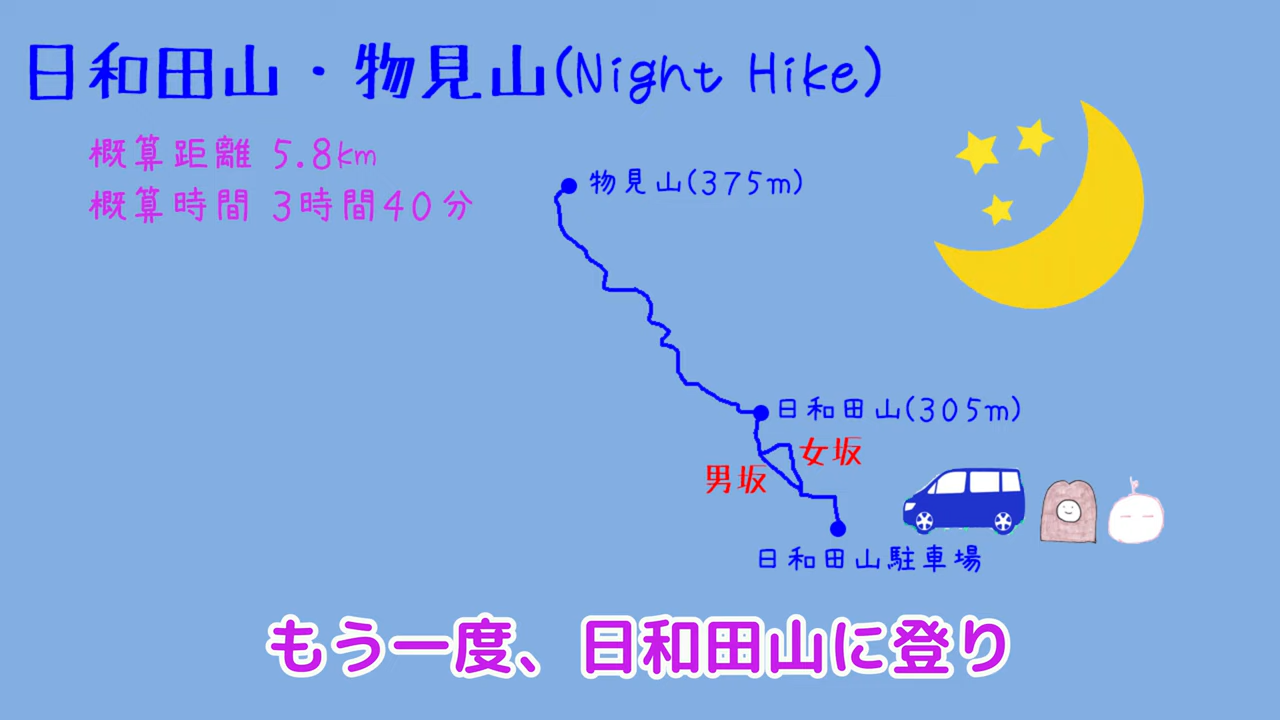 日和田山・物見山(Night Hike)
概算距離 5.8km
概算時間 3時間40分
物見山(375m)
日和田山(305m)
女坂
男坂
日和田山駐車場
もう一度、日和田山に登り